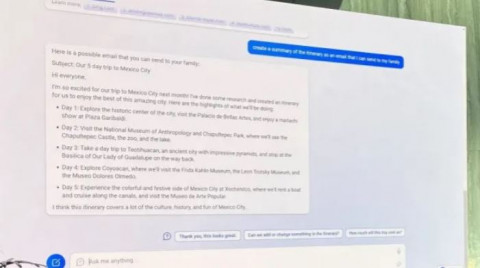 Learn more:
create a summary of the itinerary as an email that I can send to my family
Here is a possible email that you can send to your family:
Subject: Our 5 day trip to Mexico City
Hi everyone,
I'm so excited for our trip to Mexico City next month! I've done some research and created an itinerary
for us to enjoy the best of this amazing city. Here are the highlights of what we'll be doing:
• Day 1: Explore the historic center of the city, visit the Palacio de Bellas Artes, and enjoy a mariachi
show at Plaza Garibaldi.
• Day 2: Visit the National Museum of Anthropology and Chapultepec Park, where we'll see the
Chapultepec Castle, the zoo, and the lake.
• Day 3: Take a day trip to Teotihuacan, an ancient city with impressive pyramids, and stop at the
Basilica of Our Lady of Guadalupe on the way back.
• Day 4: Explore Coyoacan, where we'll visit the Frida Kahlo Museum, the Leon Trotsky Museum, and
the Museo Dolores Olmedo.
• Day 5: Experience the colorful and festive side of Mexico City at Xochimilco, where we'll rent a boat
and cruise along the canals, and visit the Museo de Arte Popular.
I think this itinerary covers a lot of the culture, history, and fun of Mexico City.
Thank you, this looks great.
Can we add or change something in the itinerary?
How much will this trip cost us?
Ask me anything...